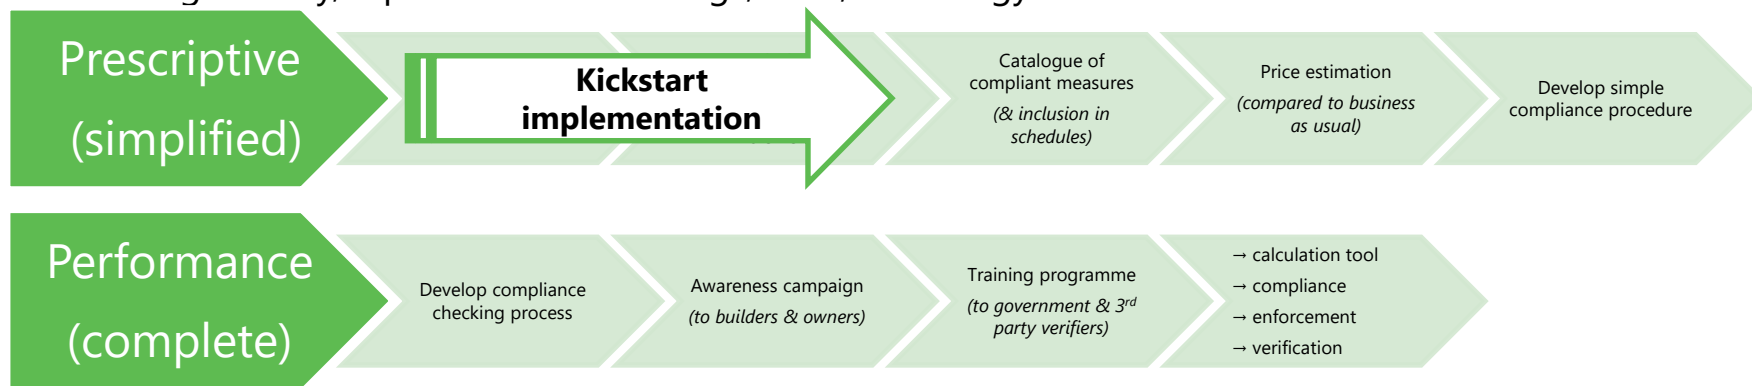 Prescriptive
(simplified)
Kickstart
implementation
Catalogue of
compliant measures
(& inclusion in
schedules)
Price estimation
(compared to business
as usual)
Develop simple
compliance procedure
Performance
(complete)
Develop compliance
checking process
Awareness campaign
(to builders & owners)
Training programme
(to government & 3rd
party verifiers)
→ calculation tool
→ compliance
→ enforcement
→ verification